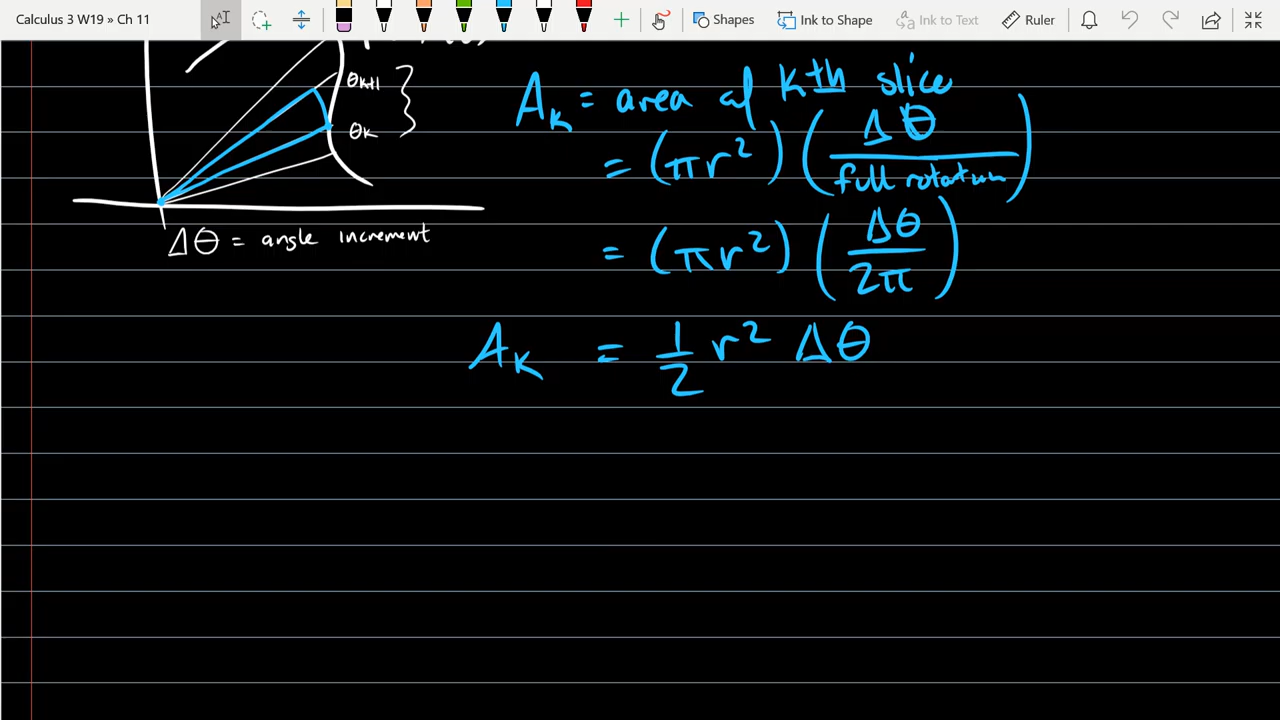 Calculus 3 W19 » Ch 11
Shapes Ink to Shape Ink to Text Ruler
θk+1
θk
Δθ = angle increment
Ak = area of kth slice
= (πr²) (Δθ / full rotation)
= (πr²) (Δθ / 2π)
Ak = 1/2 r² Δθ